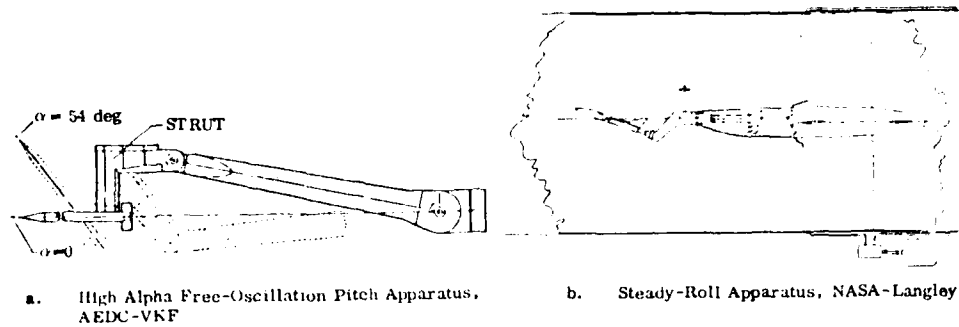 α = 54 deg
STRUT
α=0
a. High Alpha Free-Oscillation Pitch Apparatus,
AEDC-VKF
b. Steady-Roll Apparatus, NASA-Langley